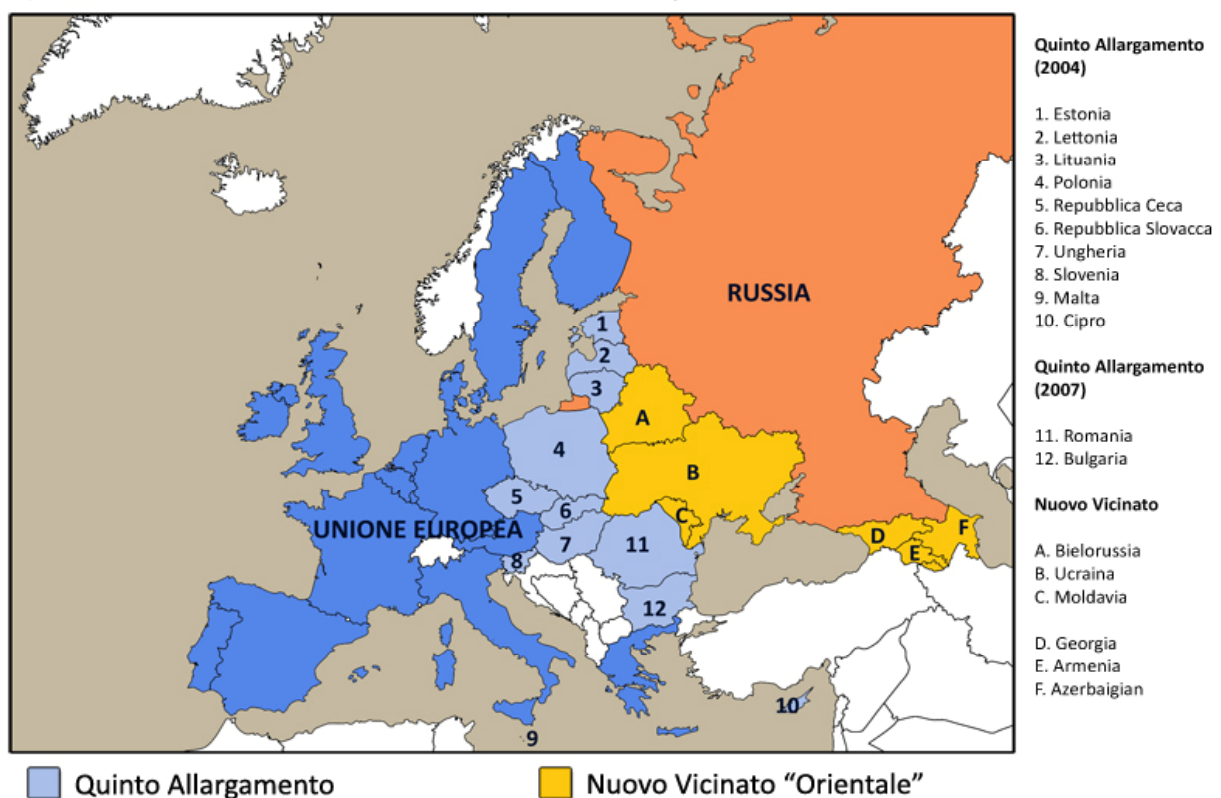 Quinto Allargamento
(2004)
1. Estonia
2. Lettonia
3. Lituania
4. Polonia
5. Repubblica Ceca
6. Repubblica Slovacca
7. Ungheria
8. Slovenia
9. Malta
10. Cipro
Quinto Allargamento
(2007)
11. Romania
12. Bulgaria
Nuovo Vicinato
A. Bielorussia
B. Ucraina
C. Moldavia
D. Georgia
E. Armenia
F. Azerbaigian
RUSSIA
1
2
3
A
4
B
5
6
C
UNIONE EUROPEA
7
11
8
D
E
F
12
10
9
Quinto Allargamento
Nuovo Vicinato “Orientale”